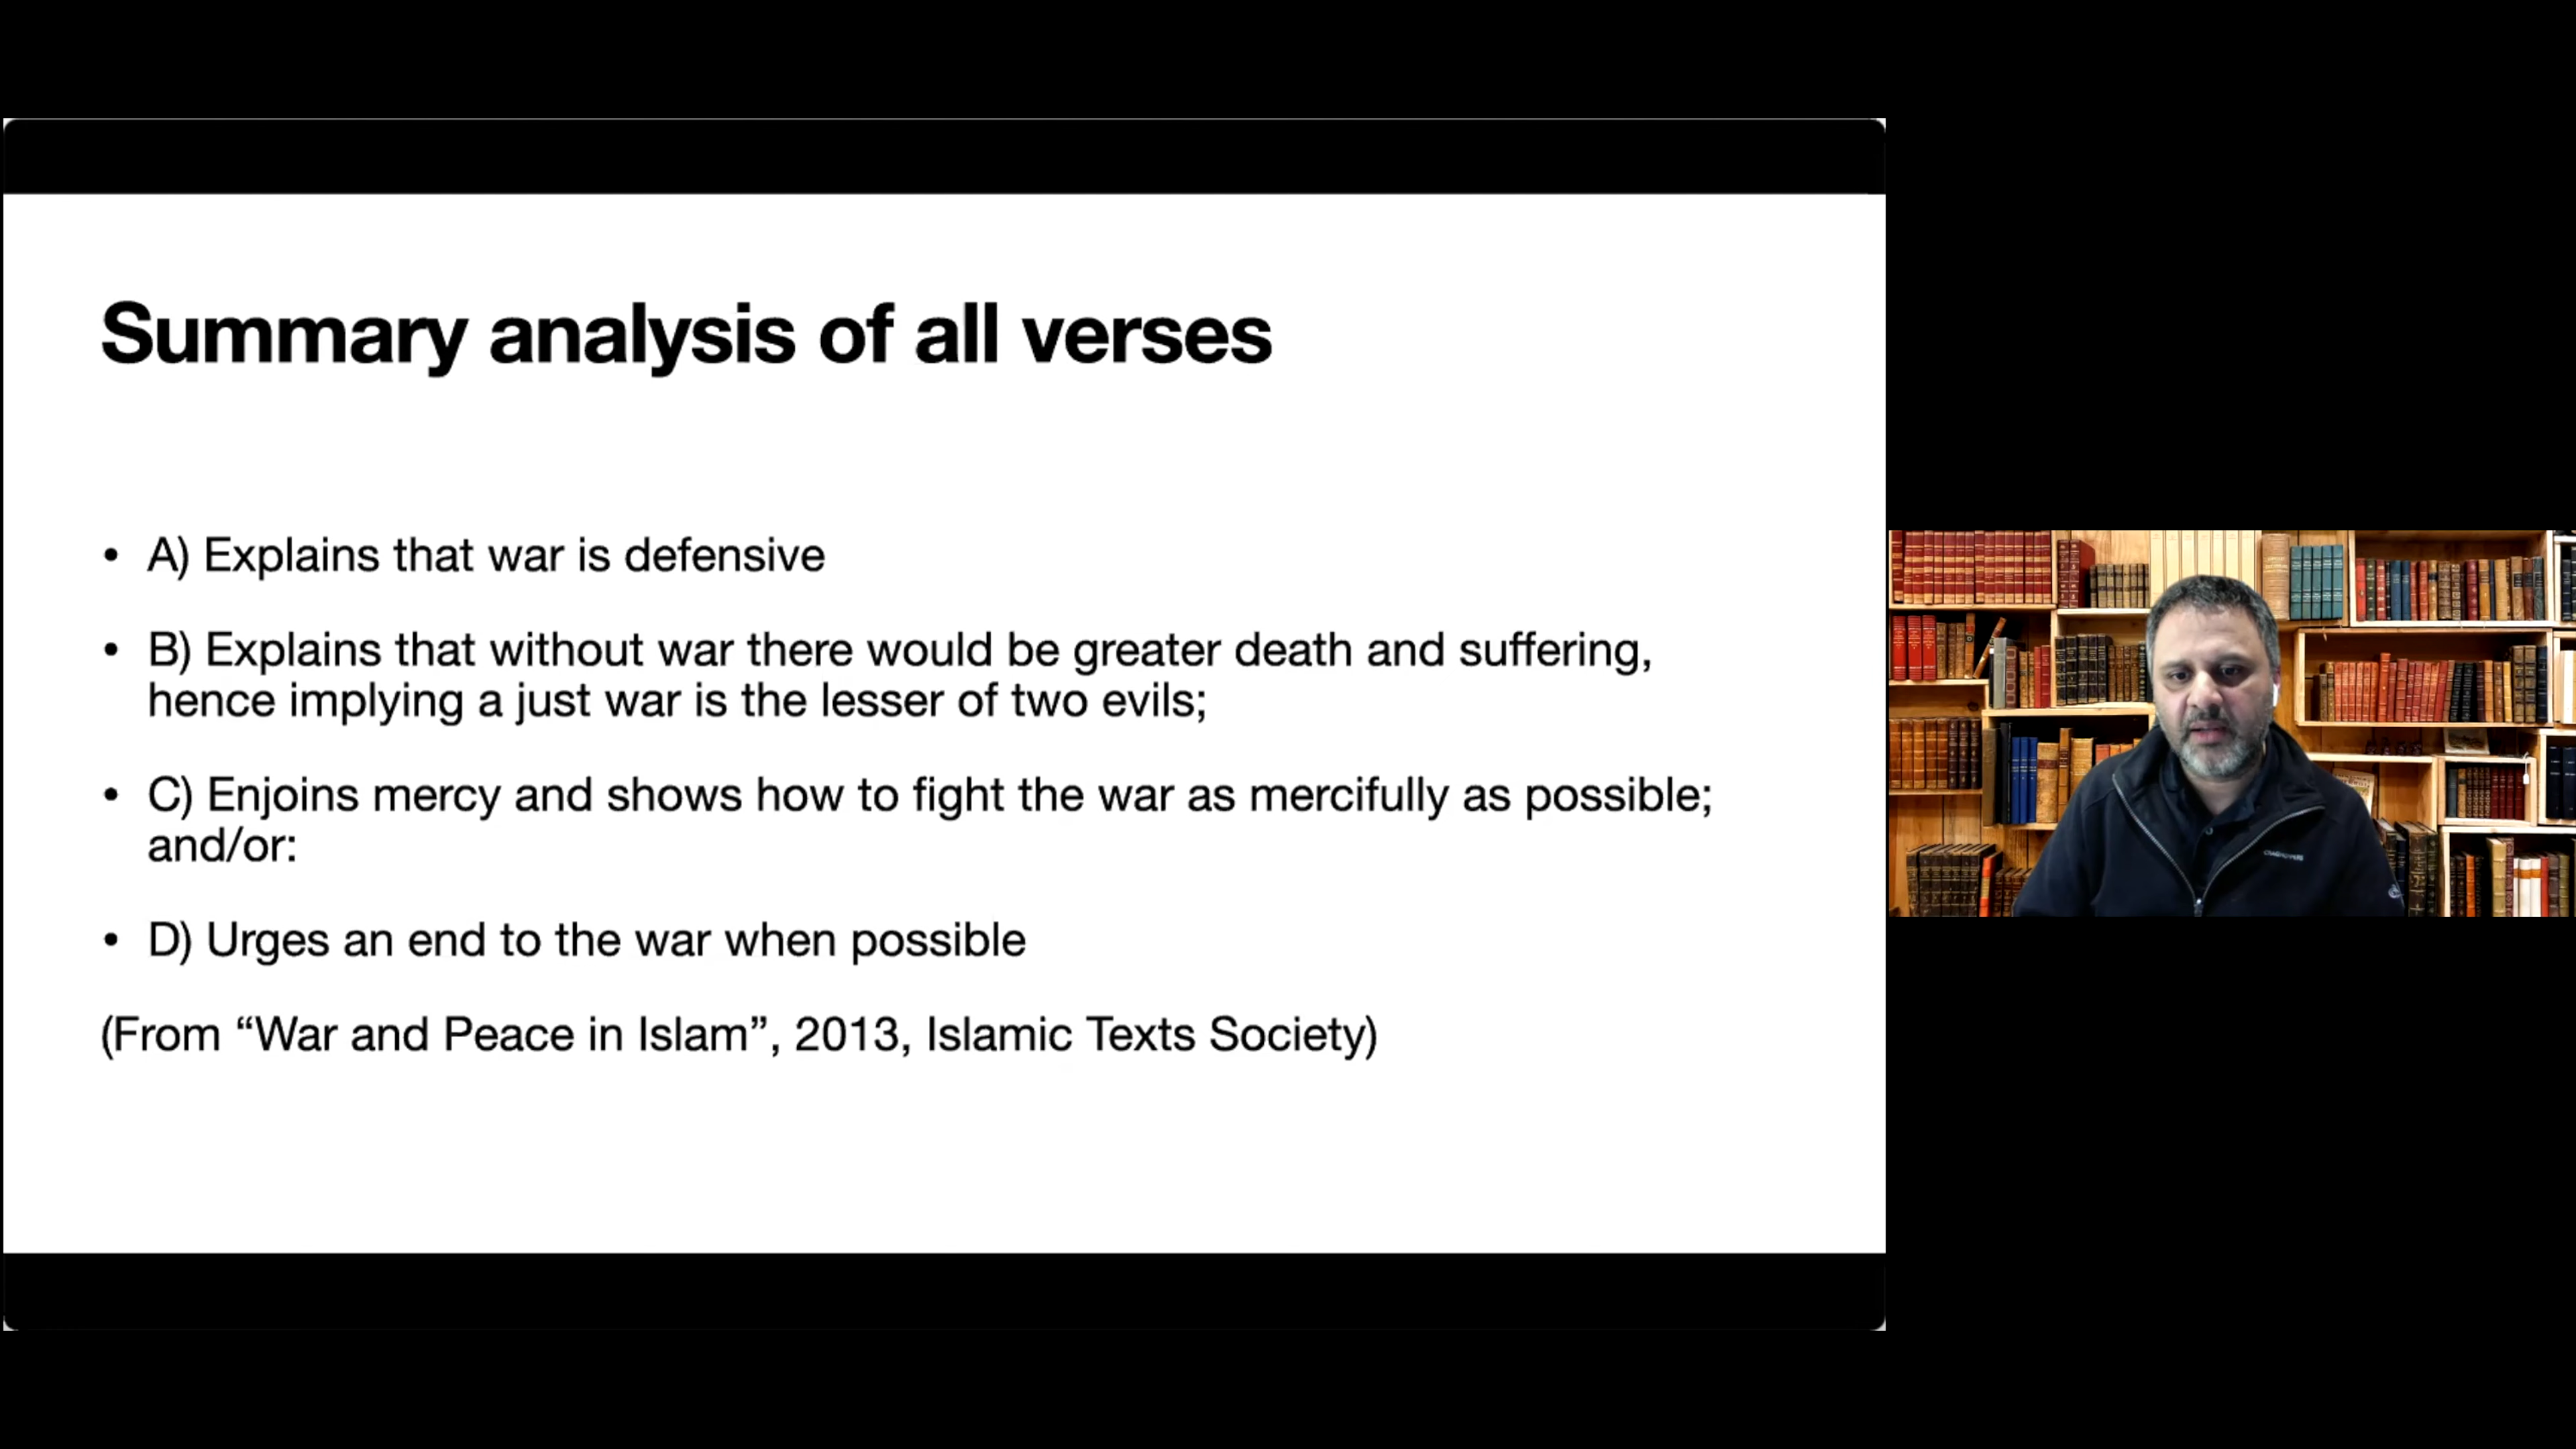 Summary analysis of all verses
• A) Explains that war is defensive
• B) Explains that without war there would be greater death and suffering,
hence implying a just war is the lesser of two evils;
• C) Enjoins mercy and shows how to fight the war as mercifully as possible;
and/or:
• D) Urges an end to the war when possible
(From “War and Peace in Islam”, 2013, Islamic Texts Society)